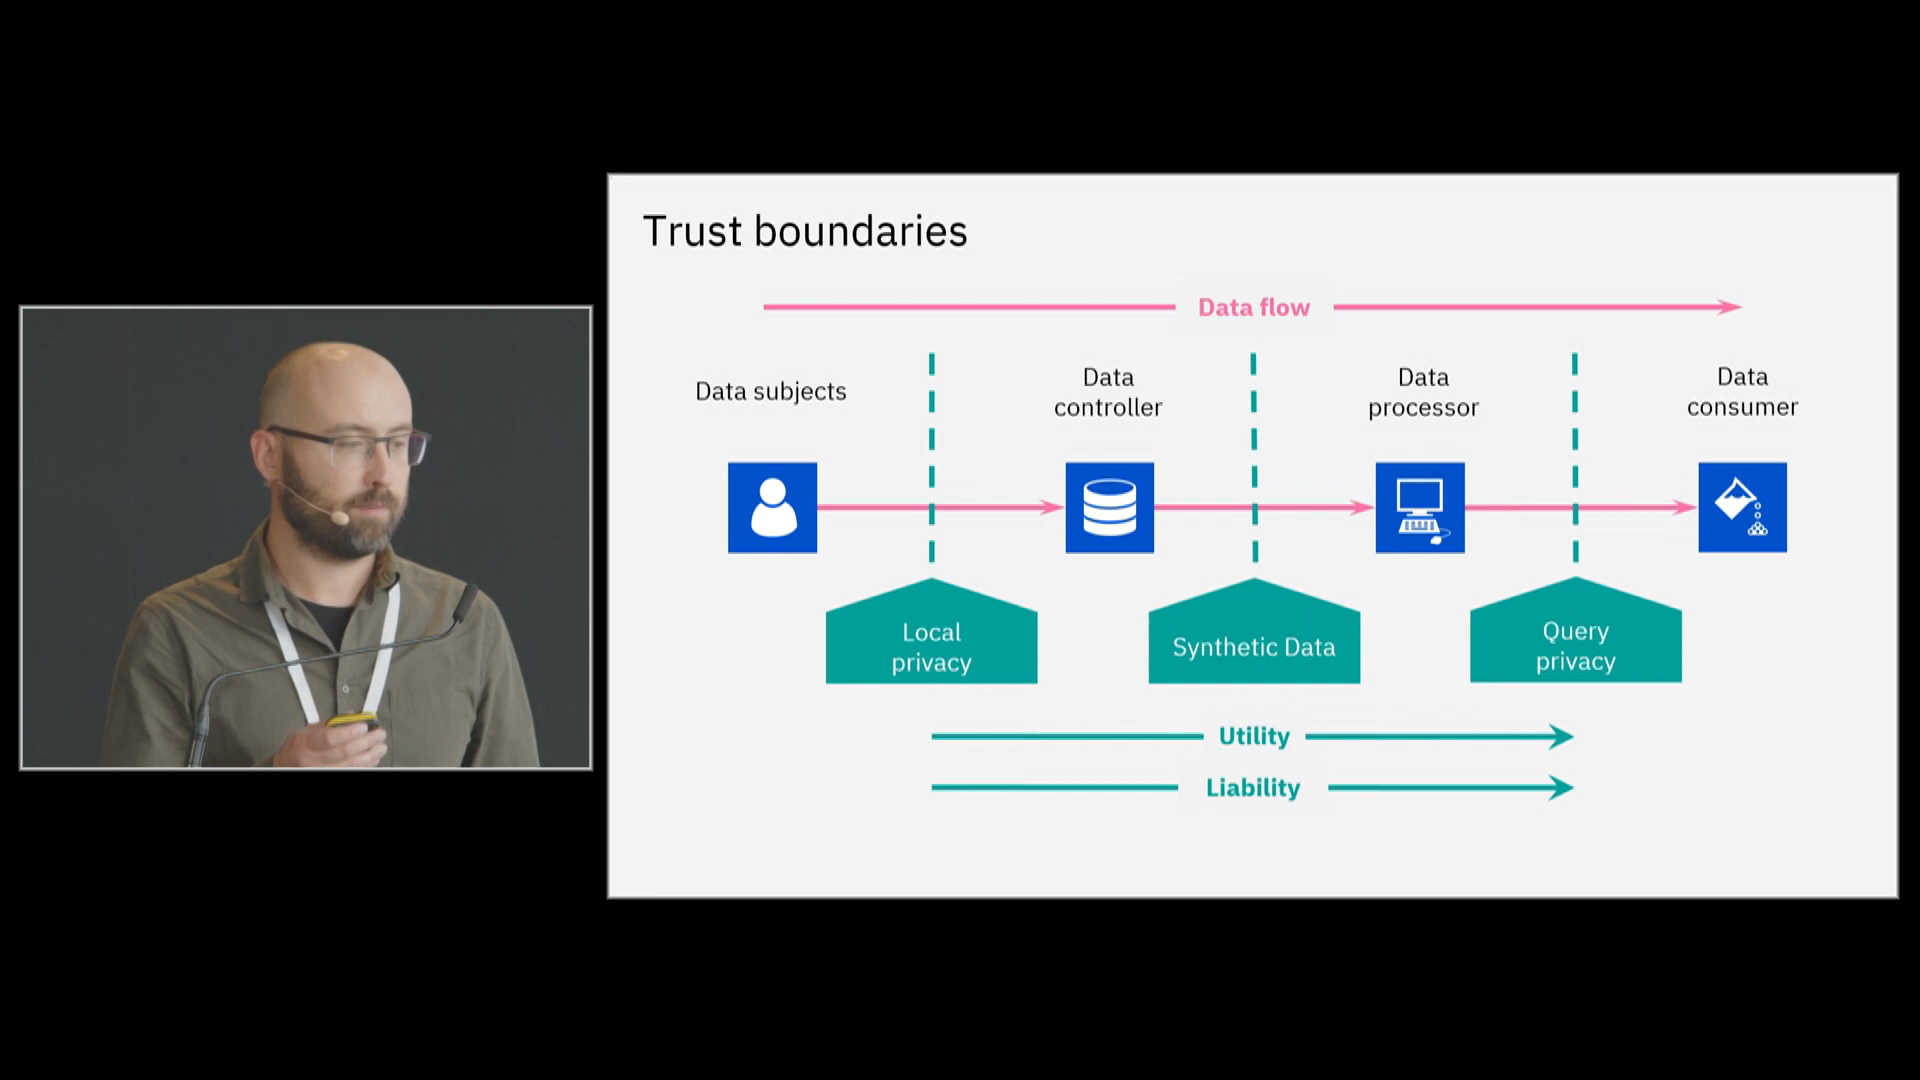 Trust boundaries
Data flow
Data subjects
Data
controller
Data
processor
Data
consumer
Local
privacy
Synthetic Data
Query
privacy
Utility
Liability